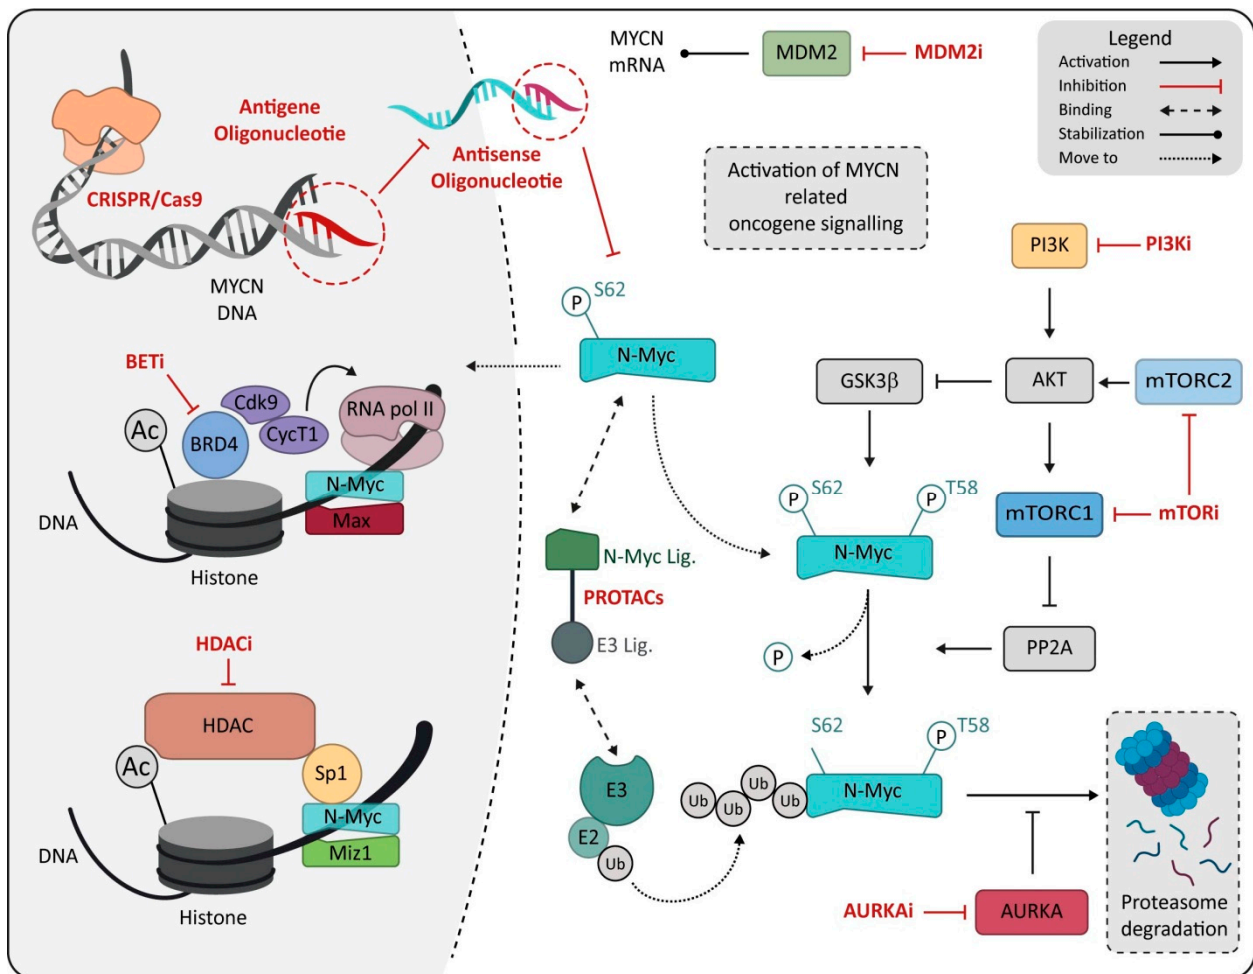 MYCN
mRNA
MDM2
MDM2i
Legend
Activation
Inhibition
Binding
Stabilization
Move to
Antigene
Oligonucleotie
Antisense
Oligonucleotie
CRISPR/Cas9
MYCN
DNA
Activation of MYCN
related
oncogene signalling
PI3K
PI3Ki
P
S62
N-Myc
BETi
Cdk9
CycT1
RNA pol II
Ac
BRD4
N-Myc
Max
DNA
Histone
GSK3β
AKT
mTORC2
P
S62
P
T58
N-Myc
mTORC1
mTORi
N-Myc Lig.
PROTACs
E3 Lig.
P
PP2A
HDACi
HDAC
Ac
Sp1
N-Myc
Miz1
DNA
Histone
E3
E2
Ub
Ub
Ub
Ub
Ub
S62
P
T58
N-Myc
AURKAi
AURKA
Proteasome
degradation